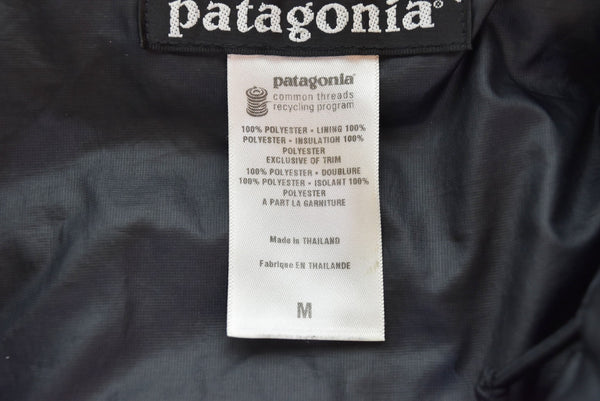 patagonia®
patagonia®
common threads
recycling program
100% POLYESTER • LINING 100%
POLYESTER • INSULATION 100%
POLYESTER
EXCLUSIVE OF TRIM
100% POLYESTER • DOUBLURE
100% POLYESTER • ISOLANT 100%
POLYESTER
A PART LA GARNITURE
Made in THAILAND
Fabrique EN THAILANDE
M